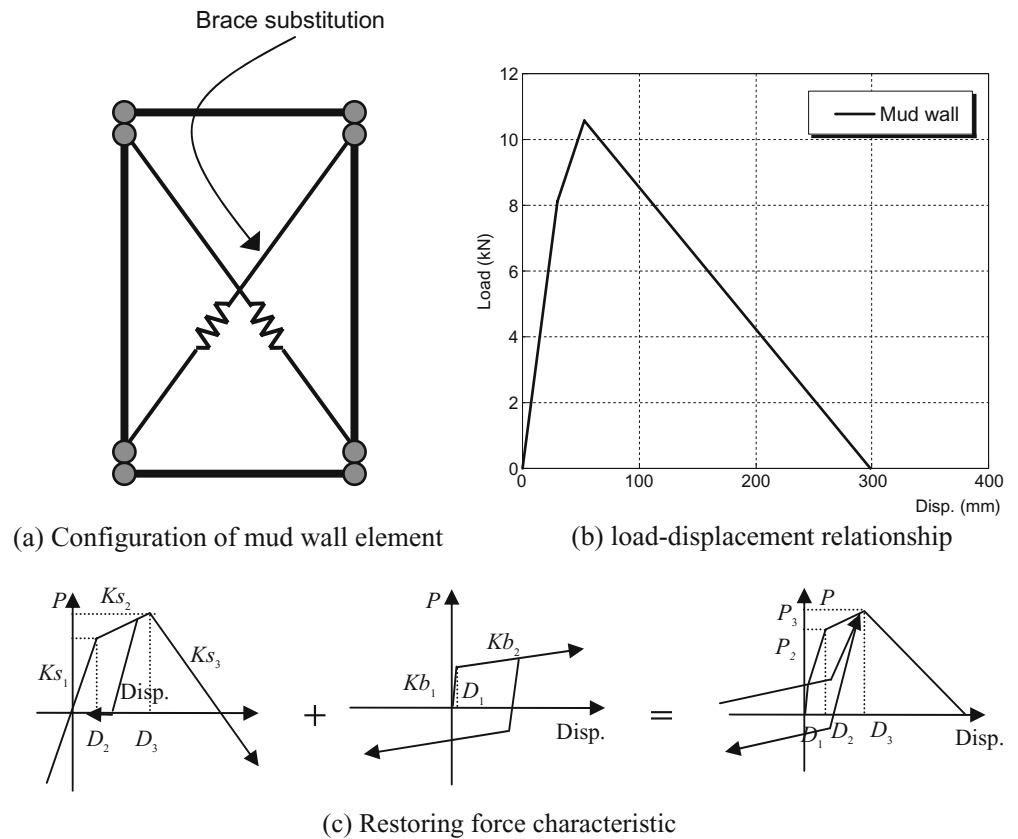 Brace substitution
(a) Configuration of mud wall element
12
10
8
6
4
2
0
Load (kN)
Mud wall
0 100 200 300 400
Disp. (mm)
(b) load-displacement relationship
P Ks₂
Ks₁ Ks₃
Disp.
D₂ D₃
+
P
Kb₂
Kb₁ D₁
Disp.
=
P₃ P
P₂
D₁ D₂ D₃ Disp.
(c) Restoring force characteristic